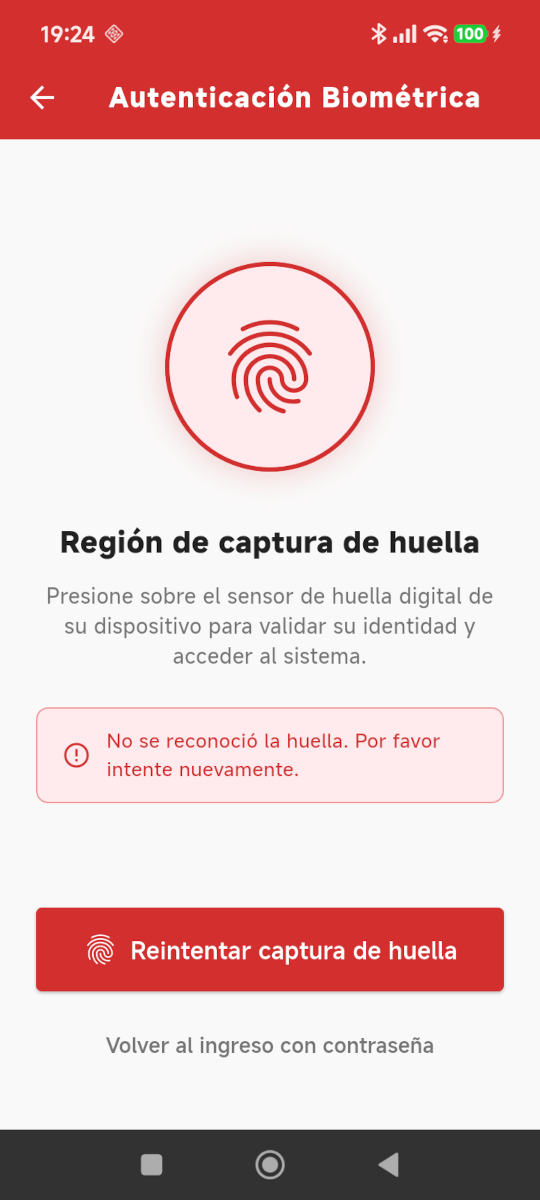 19:24
100
Autenticación Biométrica
Región de captura de huella
Presione sobre el sensor de huella digital de
su dispositivo para validar su identidad y
acceder al sistema.
No se reconoció la huella. Por favor
intente nuevamente.
Reintentar captura de huella
Volver al ingreso con contraseña